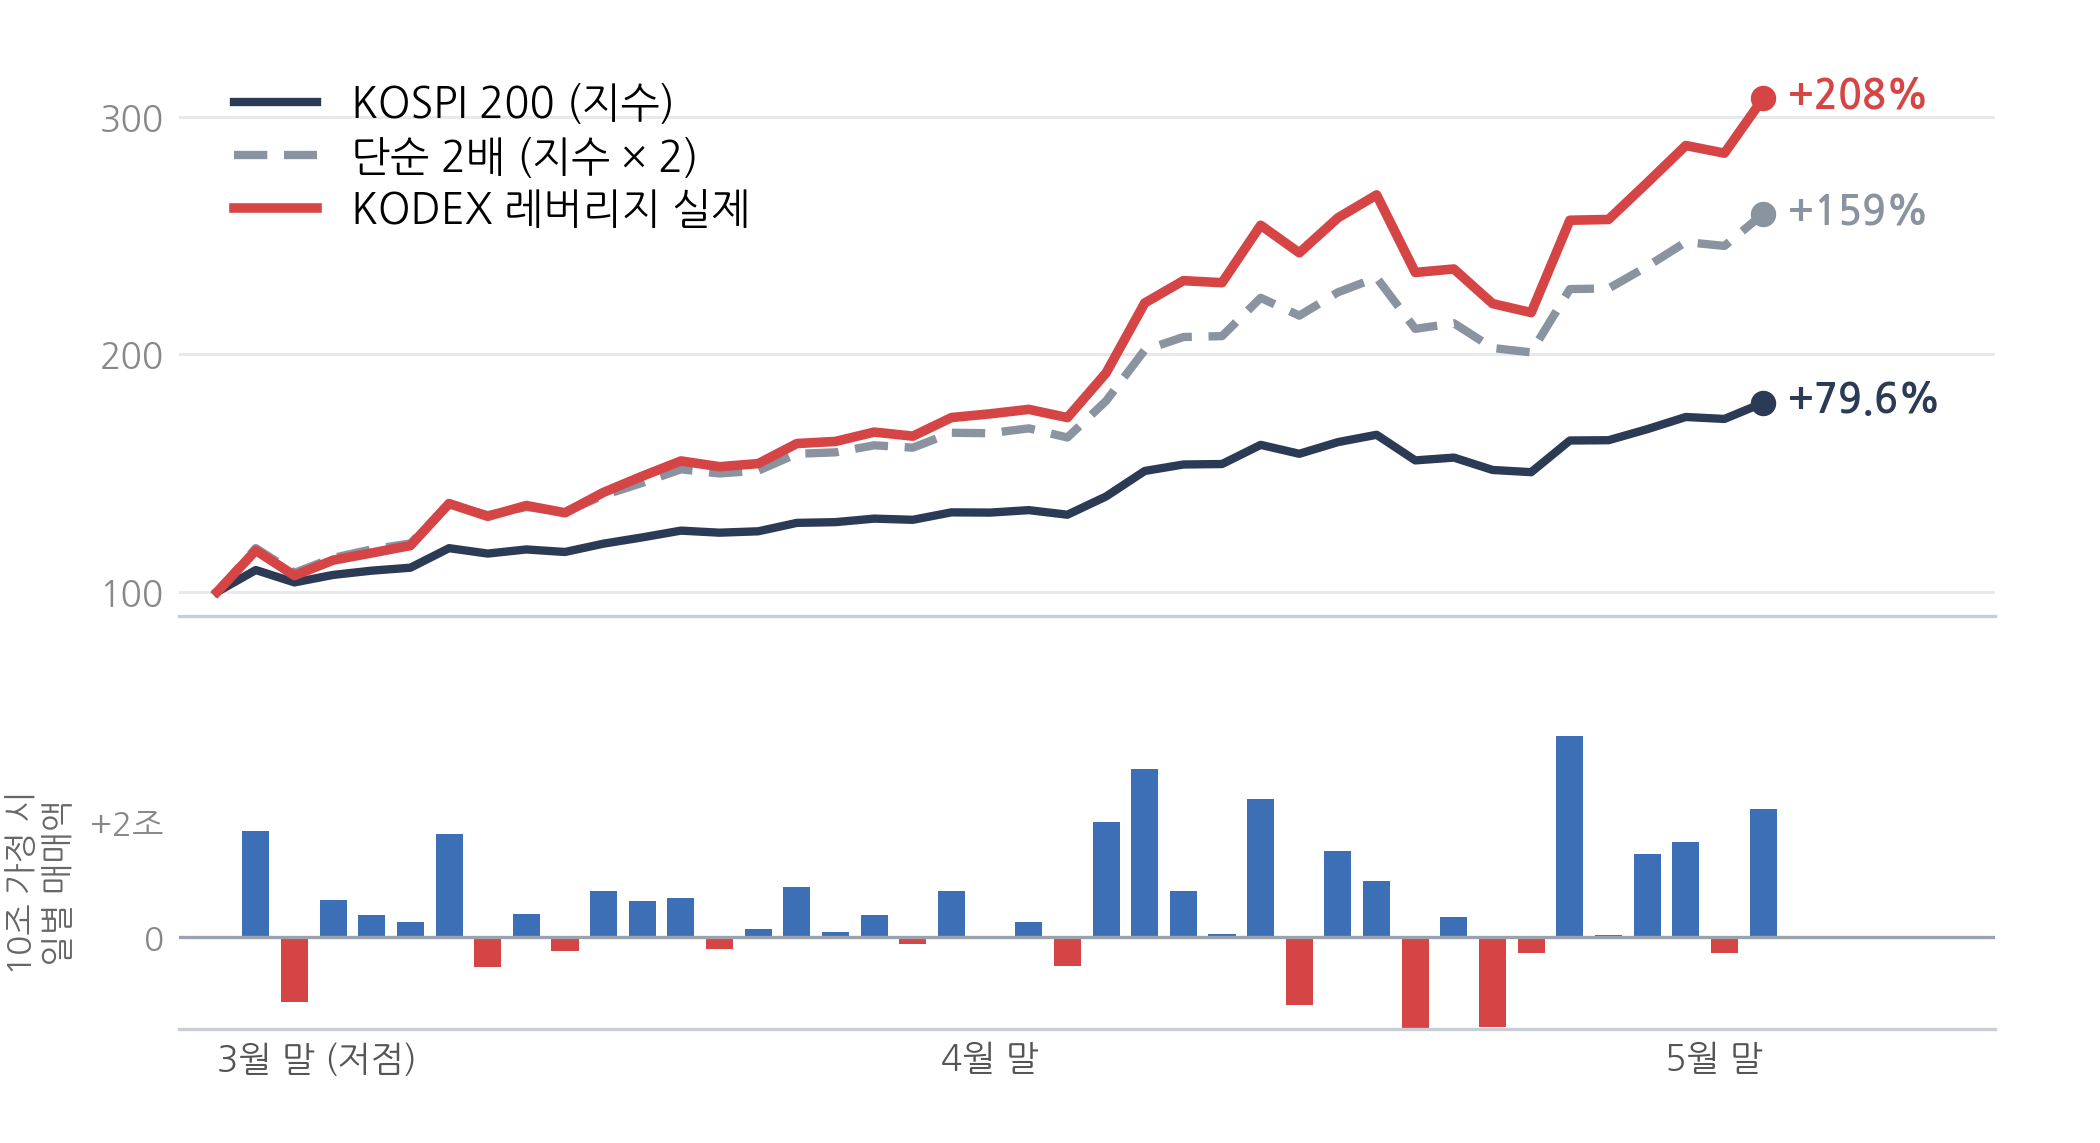 KOSPI 200 (지수)
단순 2배 (지수 × 2)
KODEX 레버리지 실제
300
200
100
+208%
+159%
+79.6%
10조 가정 시
일별 매매액
+2조
0
3월 말 (저점)
4월 말
5월 말